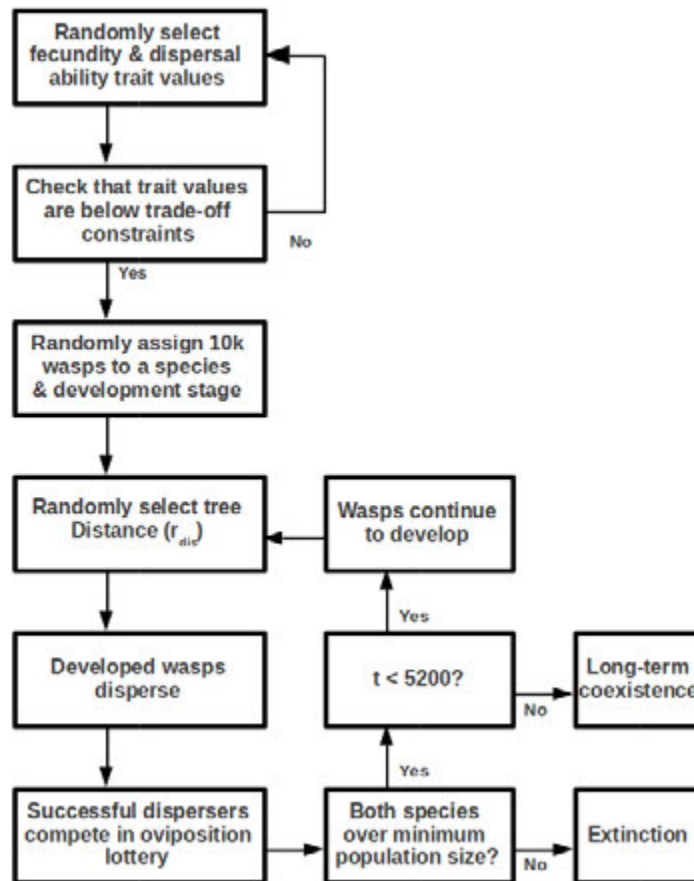 Randomly select
fecundity & dispersal
ability trait values
Check that trait values
are below trade-off
constraints
No
Yes
Randomly assign 10k
wasps to a species
& development stage
Randomly select tree
Distance (r_dis)
Wasps continue
to develop
Yes
Developed wasps
disperse
t < 5200?
No
Long-term
coexistence
Yes
Successful dispersers
compete in oviposition
lottery
Both species
over minimum
population size?
No
Extinction